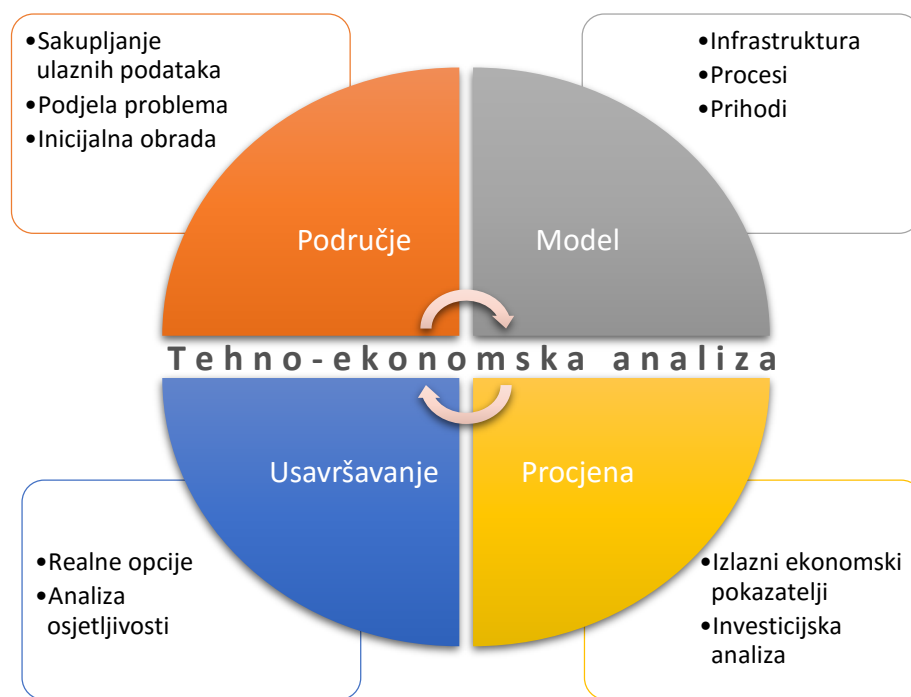 •Sakupljanje
ulaznih podataka
•Podjela problema
•Inicijalna obrada
•Infrastruktura
•Procesi
•Prihodi
Područje
Model
Tehno-ekonomska analiza
Usavršavanje
Procjena
•Realne opcije
•Analiza
osjetljivosti
•Izlazni ekonomski
pokazatelji
•Investicijska
analiza